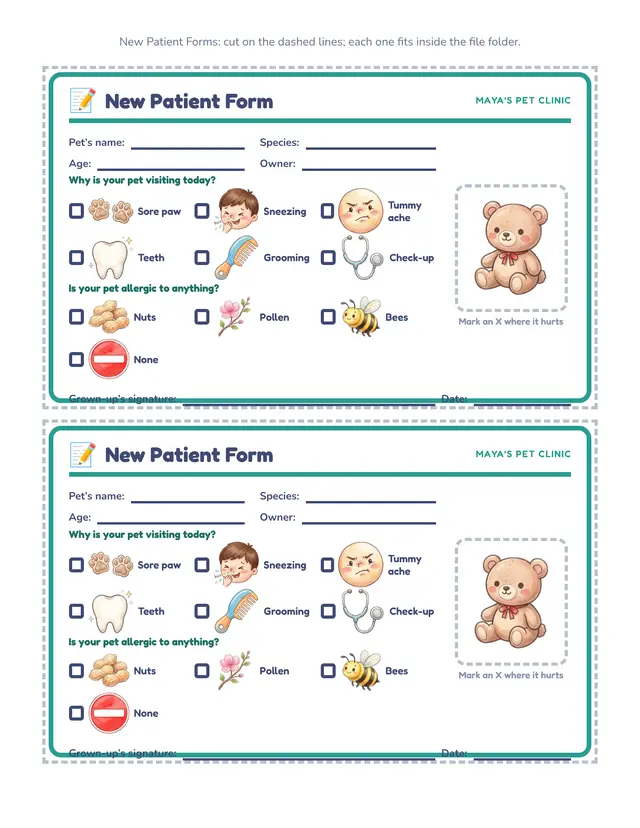 New Patient Forms: cut on the dashed lines; each one fits inside the file folder.
New Patient Form
MAYA'S PET CLINIC
Pet's name:
Species:
Age:
Owner:
Why is your pet visiting today?
Sore paw
Sneezing
Tummy
ache
Teeth
Grooming
Check-up
Is your pet allergic to anything?
Nuts
Pollen
Bees
None
Mark an X where it hurts
Grown-up's signature:
Date:
New Patient Form
MAYA'S PET CLINIC
Pet's name:
Species:
Age:
Owner:
Why is your pet visiting today?
Sore paw
Sneezing
Tummy
ache
Teeth
Grooming
Check-up
Is your pet allergic to anything?
Nuts
Pollen
Bees
None
Mark an X where it hurts
Grown-up's signature:
Date: